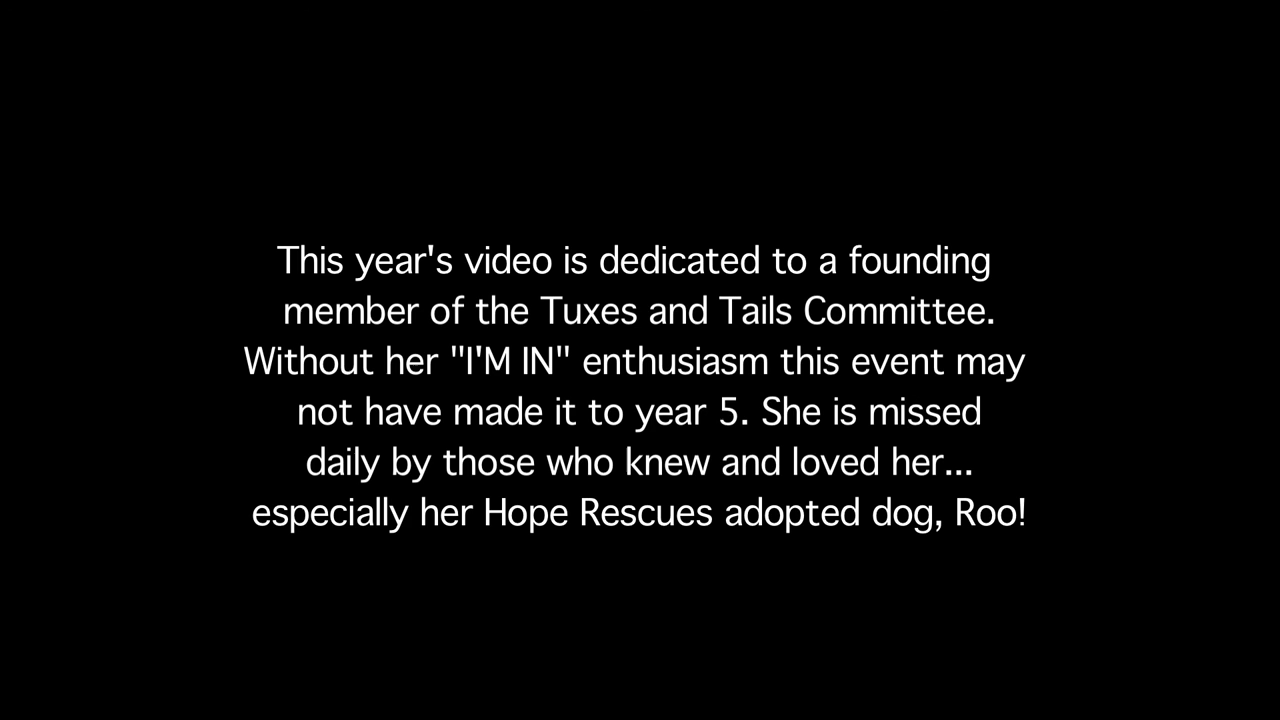 This year's video is dedicated to a founding
member of the Tuxes and Tails Committee.
Without her "I'M IN" enthusiasm this event may
not have made it to year 5. She is missed
daily by those who knew and loved her...
especially her Hope Rescues adopted dog, Roo!